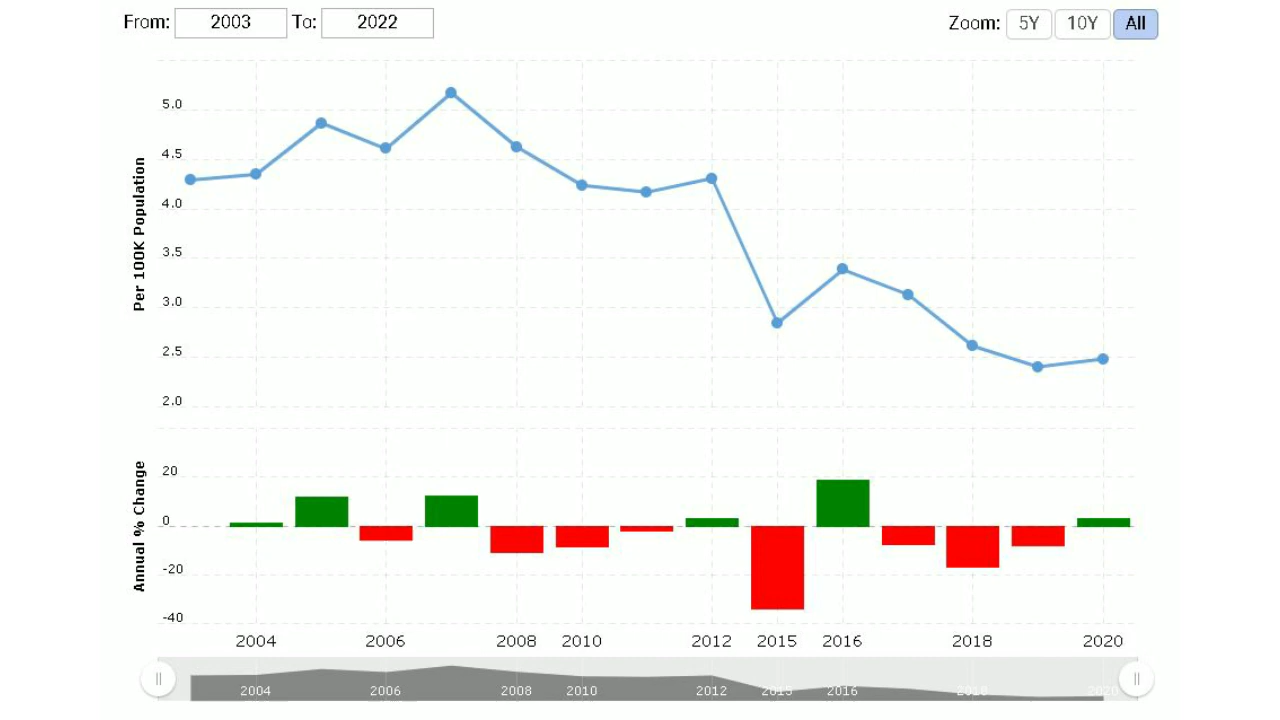 From: 2003 To: 2022 Zoom: 5Y 10Y All
Per 100K Population
5.0
4.5
4.0
3.5
3.0
2.5
2.0
Annual % Change
20
0
-20
-40
2004 2006 2008 2010 2012 2015 2016 2018 2020
2004 2006 2008 2010 2012 2015 2016 2018 2020